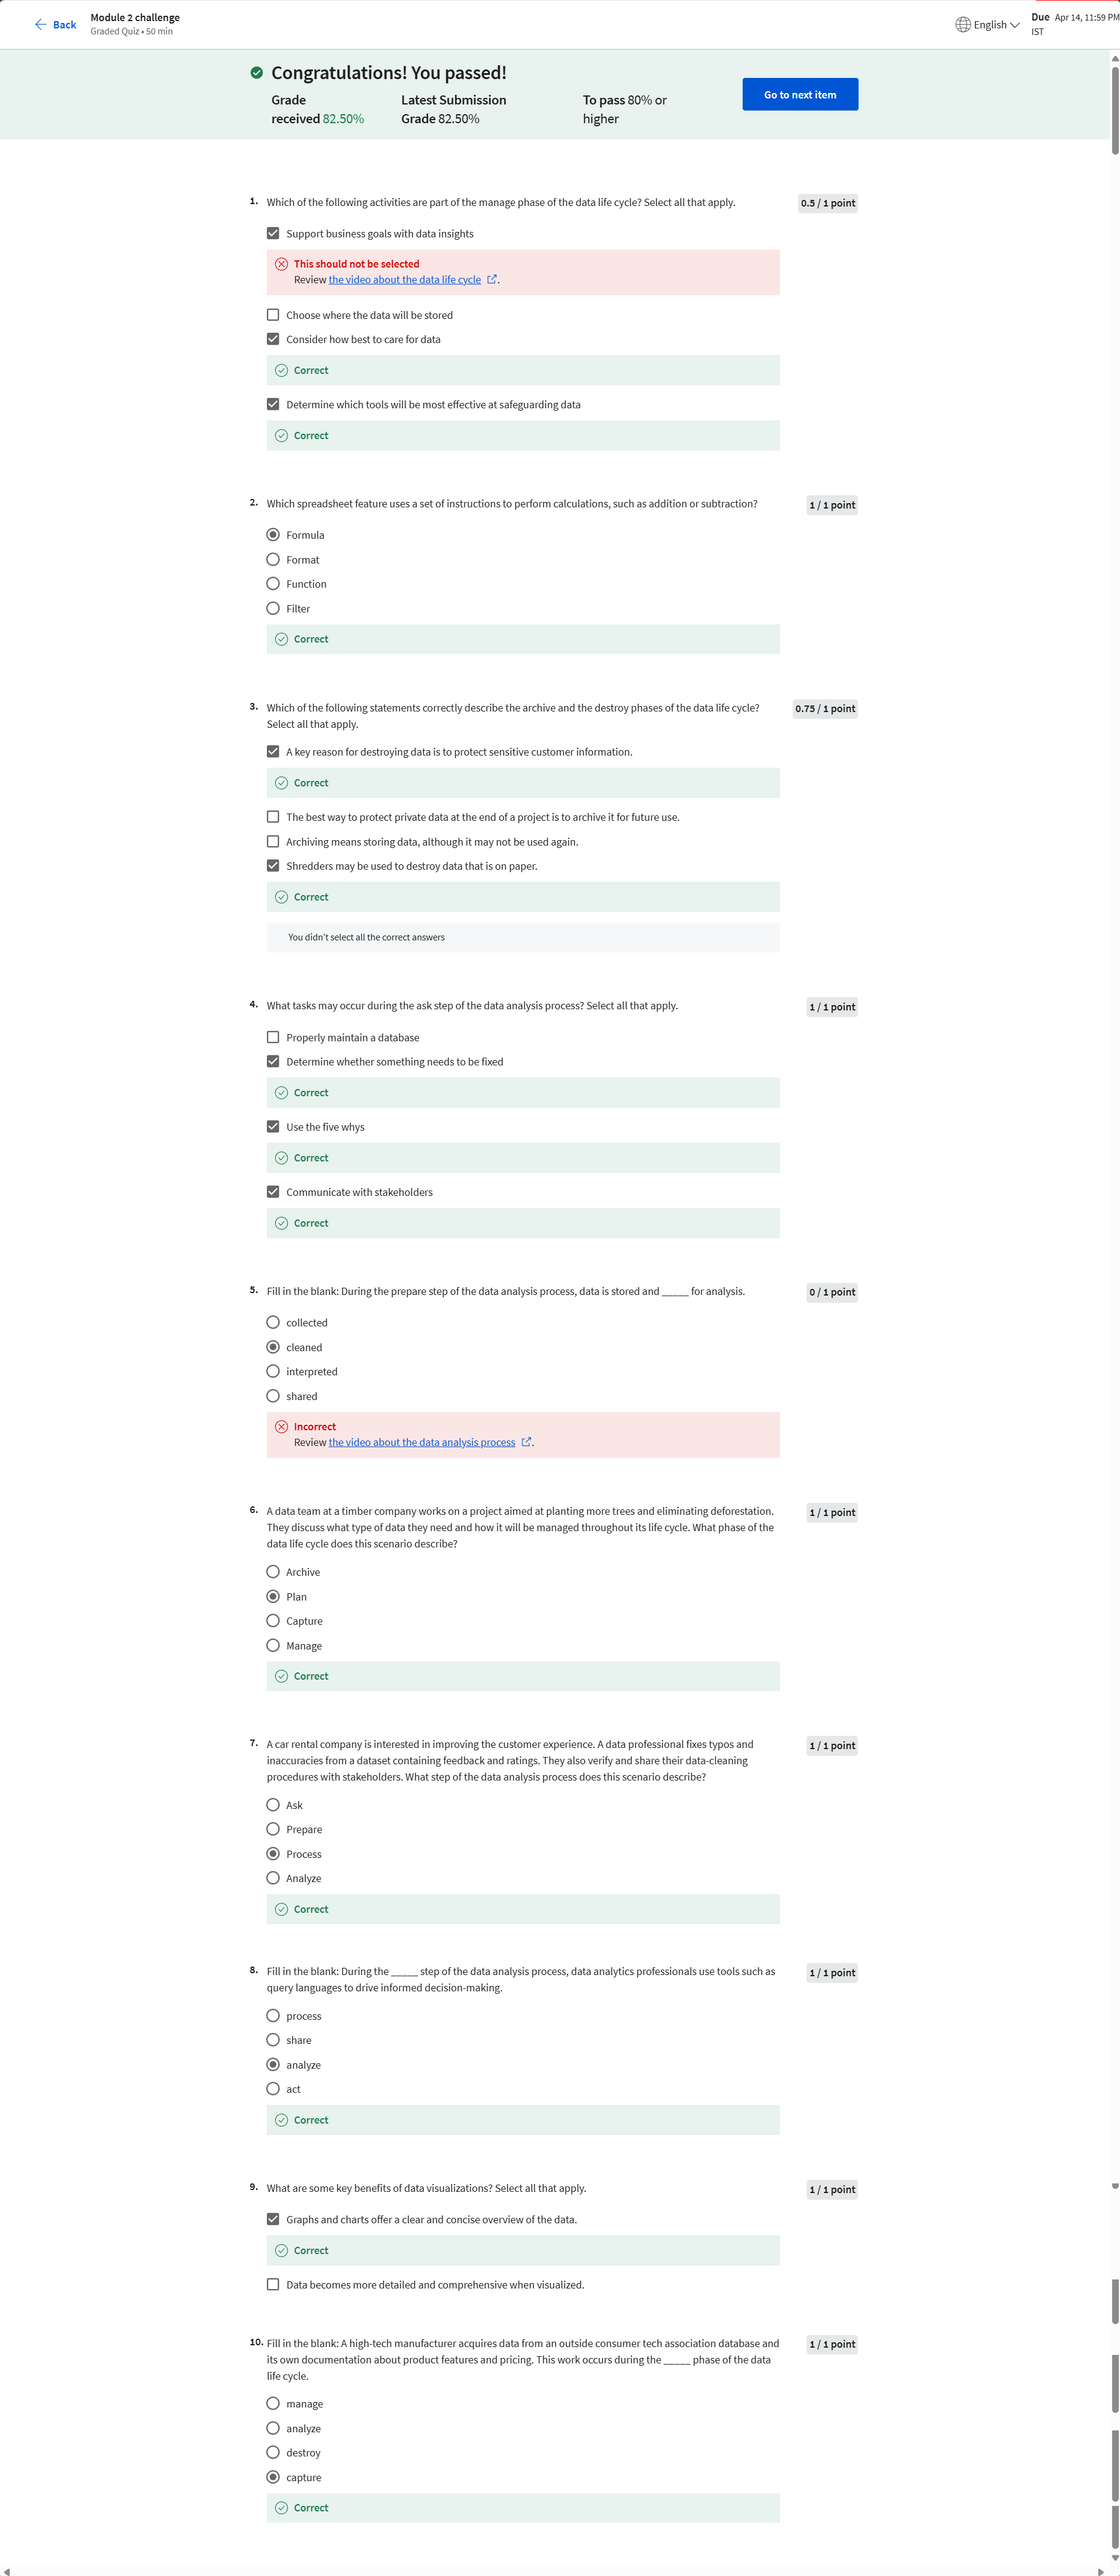 Back
Module 2 challenge
Graded Quiz • 50 min
English
Due Apr 14, 11:59 PM
IST
Congratulations! You passed!
Grade
received 82.50%
Latest Submission
Grade 82.50%
To pass 80% or
higher
Go to next item
1. Which of the following activities are part of the manage phase of the data life cycle? Select all that apply.
0.5 / 1 point
Support business goals with data insights
This should not be selected
Review the video about the data life cycle.
Choose where the data will be stored
Consider how best to care for data
Correct
Determine which tools will be most effective at safeguarding data
Correct
2. Which spreadsheet feature uses a set of instructions to perform calculations, such as addition or subtraction?
1 / 1 point
Formula
Format
Function
Filter
Correct
3. Which of the following statements correctly describe the archive and the destroy phases of the data life cycle?
Select all that apply.
0.75 / 1 point
A key reason for destroying data is to protect sensitive customer information.
Correct
The best way to protect private data at the end of a project is to archive it for future use.
Archiving means storing data, although it may not be used again.
Shredders may be used to destroy data that is on paper.
Correct
You didn't select all the correct answers
4. What tasks may occur during the ask step of the data analysis process? Select all that apply.
1 / 1 point
Properly maintain a database
Determine whether something needs to be fixed
Correct
Use the five whys
Correct
Communicate with stakeholders
Correct
5. Fill in the blank: During the prepare step of the data analysis process, data is stored and _____ for analysis.
0 / 1 point
collected
cleaned
interpreted
shared
Incorrect
Review the video about the data analysis process.
6. A data team at a timber company works on a project aimed at planting more trees and eliminating deforestation.
They discuss what type of data they need and how it will be managed throughout its life cycle. What phase of the
data life cycle does this scenario describe?
1 / 1 point
Archive
Plan
Capture
Manage
Correct
7. A car rental company is interested in improving the customer experience. A data professional fixes typos and
inaccuracies from a dataset containing feedback and ratings. They also verify and share their data-cleaning
procedures with stakeholders. What step of the data analysis process does this scenario describe?
1 / 1 point
Ask
Prepare
Process
Analyze
Correct
8. Fill in the blank: During the _____ step of the data analysis process, data analytics professionals use tools such as
query languages to drive informed decision-making.
1 / 1 point
process
share
analyze
act
Correct
9. What are some key benefits of data visualizations? Select all that apply.
1 / 1 point
Graphs and charts offer a clear and concise overview of the data.
Correct
Data becomes more detailed and comprehensive when visualized.
10. Fill in the blank: A high-tech manufacturer acquires data from an outside consumer tech association database and
its own documentation about product features and pricing. This work occurs during the _____ phase of the data
life cycle.
1 / 1 point
manage
analyze
destroy
capture
Correct